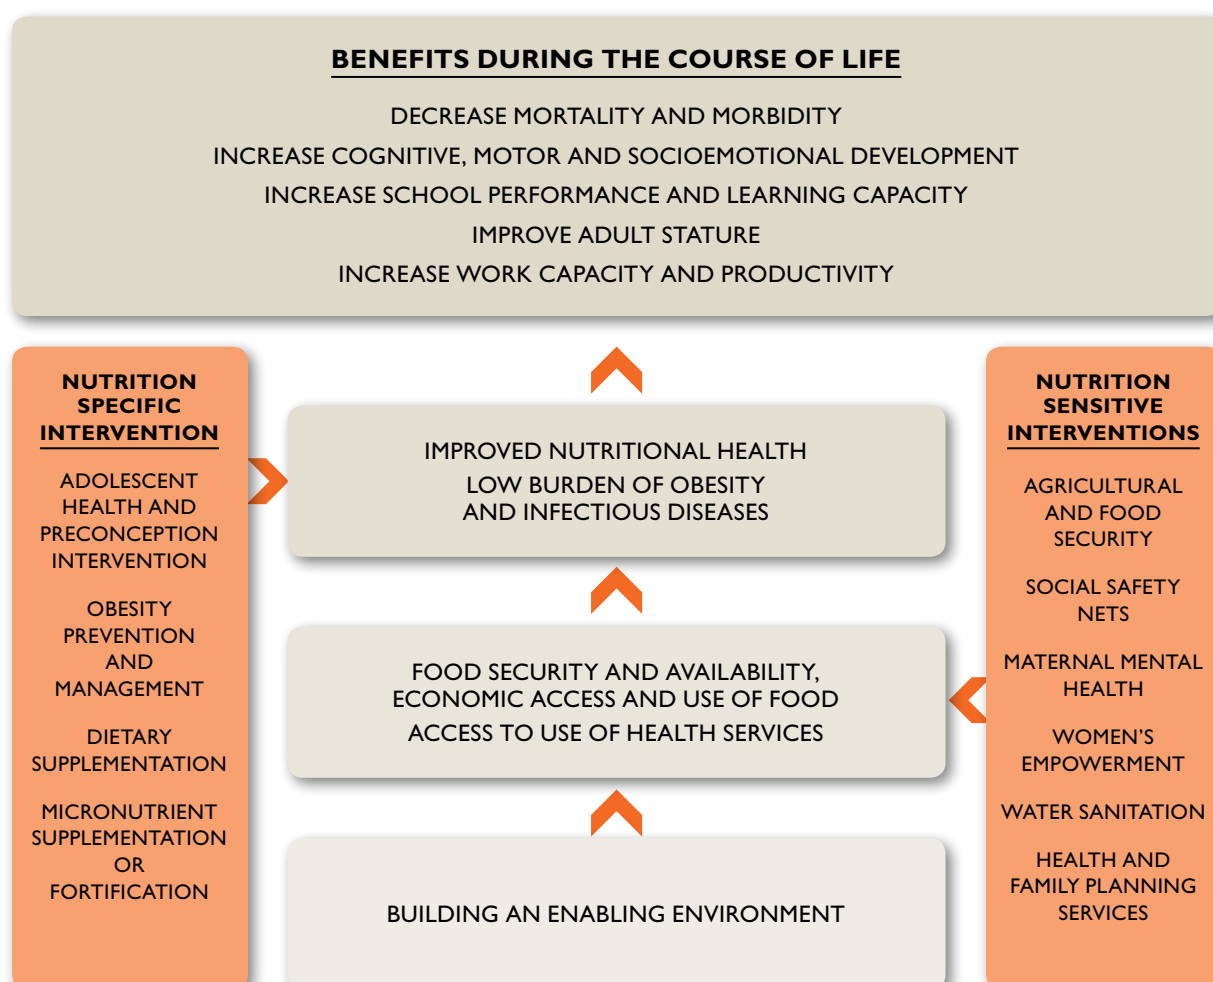 BENEFITS DURING THE COURSE OF LIFE
DECREASE MORTALITY AND MORBIDITY
INCREASE COGNITIVE, MOTOR AND SOCIOEMOTIONAL DEVELOPMENT
INCREASE SCHOOL PERFORMANCE AND LEARNING CAPACITY
IMPROVE ADULT STATURE
INCREASE WORK CAPACITY AND PRODUCTIVITY
NUTRITION
SPECIFIC
INTERVENTION
ADOLESCENT
HEALTH AND
PRECONCEPTION
INTERVENTION
OBESITY
PREVENTION
AND
MANAGEMENT
DIETARY
SUPPLEMENTATION
MICRONUTRIENT
SUPPLEMENTATION
OR
FORTIFICATION
IMPROVED NUTRITIONAL HEALTH
LOW BURDEN OF OBESITY
AND INFECTIOUS DISEASES
FOOD SECURITY AND AVAILABILITY,
ECONOMIC ACCESS AND USE OF FOOD
ACCESS TO USE OF HEALTH SERVICES
BUILDING AN ENABLING ENVIRONMENT
NUTRITION
SENSITIVE
INTERVENTIONS
AGRICULTURAL
AND FOOD
SECURITY
SOCIAL SAFETY
NETS
MATERNAL MENTAL
HEALTH
WOMEN'S
EMPOWERMENT
WATER SANITATION
HEALTH AND
FAMILY PLANNING
SERVICES